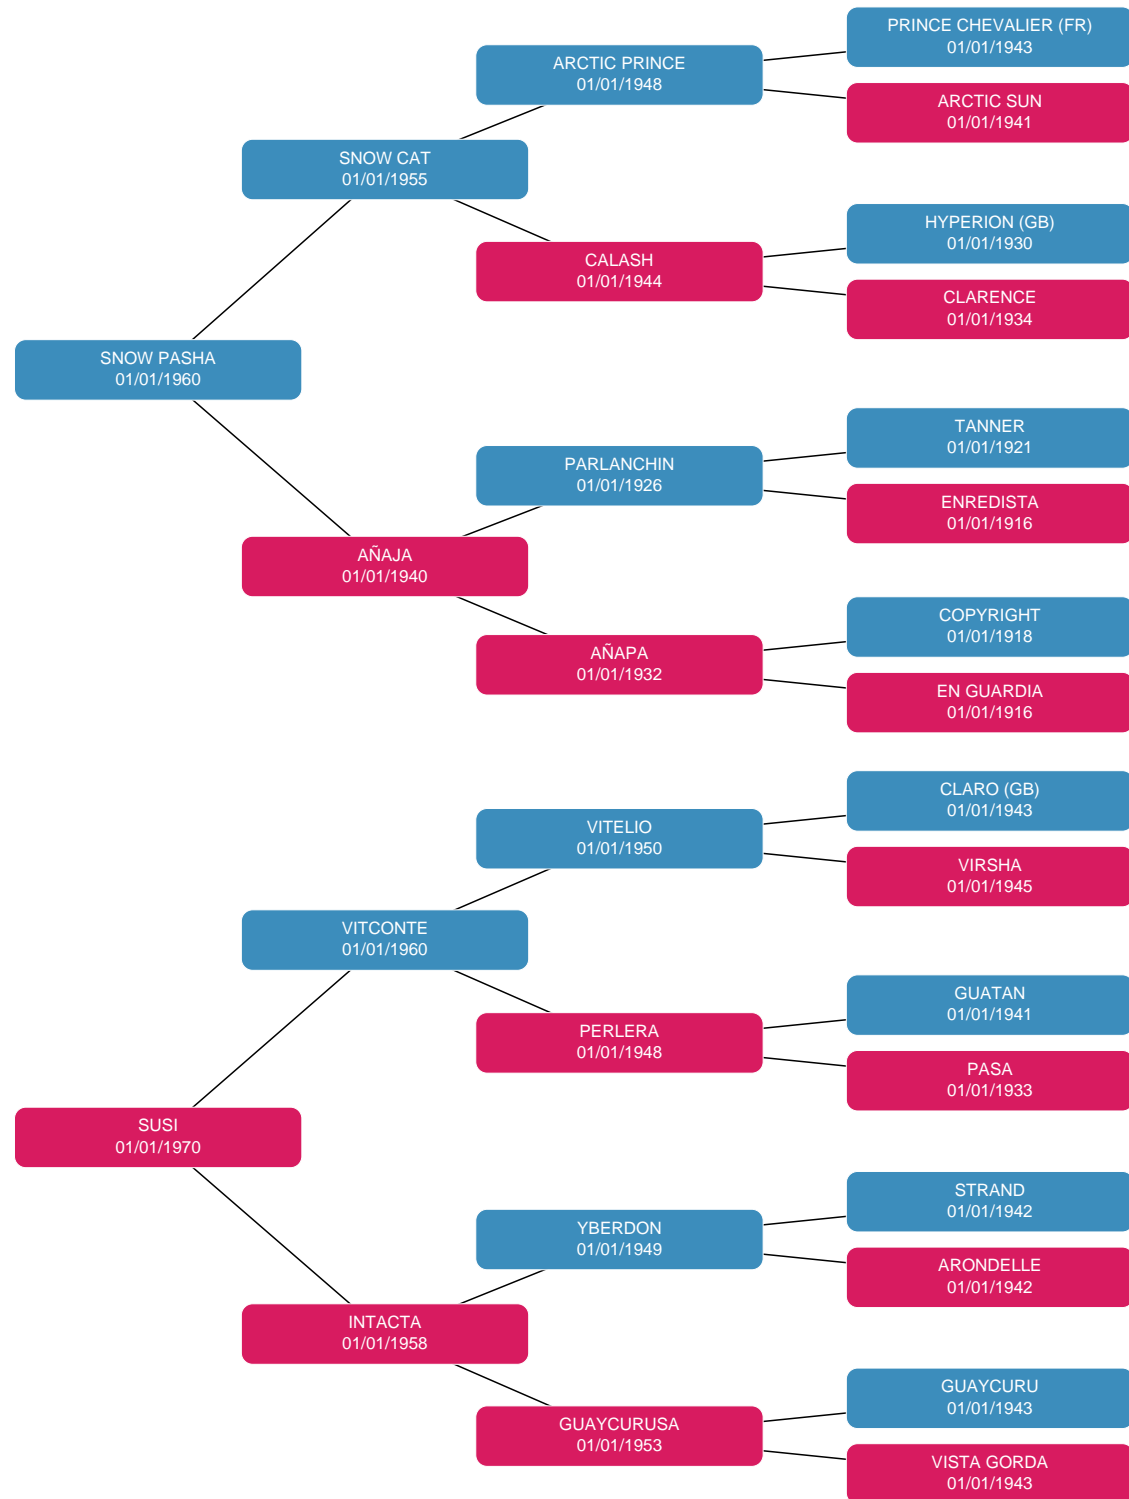 PRINCE CHEVALIER (FR)
01/01/1943
ARCTIC PRINCE
01/01/1948
ARCTIC SUN
01/01/1941
SNOW CAT
01/01/1955
HYPERION (GB)
01/01/1930
CALASH
01/01/1944
CLARENCE
01/01/1934
SNOW PASHA
01/01/1960
TANNER
01/01/1921
PARLANCHIN
01/01/1926
ENREDISTA
01/01/1916
AÑAJA
01/01/1940
COPYRIGHT
01/01/1918
AÑAPA
01/01/1932
EN GUARDIA
01/01/1916
CLARO (GB)
01/01/1943
VITELIO
01/01/1950
VIRSHA
01/01/1945
VITCONTE
01/01/1960
GUATAN
01/01/1941
PERLERA
01/01/1948
PASA
01/01/1933
SUSI
01/01/1970
STRAND
01/01/1942
YBERDON
01/01/1949
ARONDELLE
01/01/1942
INTACTA
01/01/1958
GUAYCURU
01/01/1943
GUAYCURUSA
01/01/1953
VISTA GORDA
01/01/1943